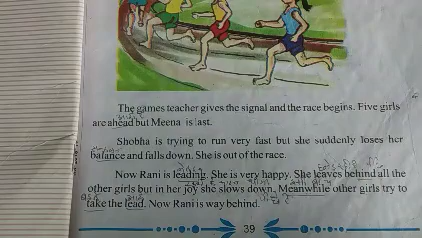 The games teacher gives the signal and the race begins. Five girls
are ahead but Meena is last.
Shobha is trying to run very fast but she suddenly loses her
balance and falls down. She is out of the race.
Now Rani is leading. She is very happy. She leaves behind all the
other girls but in her joy she slows down. Meanwhile other girls try to
take the lead. Now Rani is way behind.
39